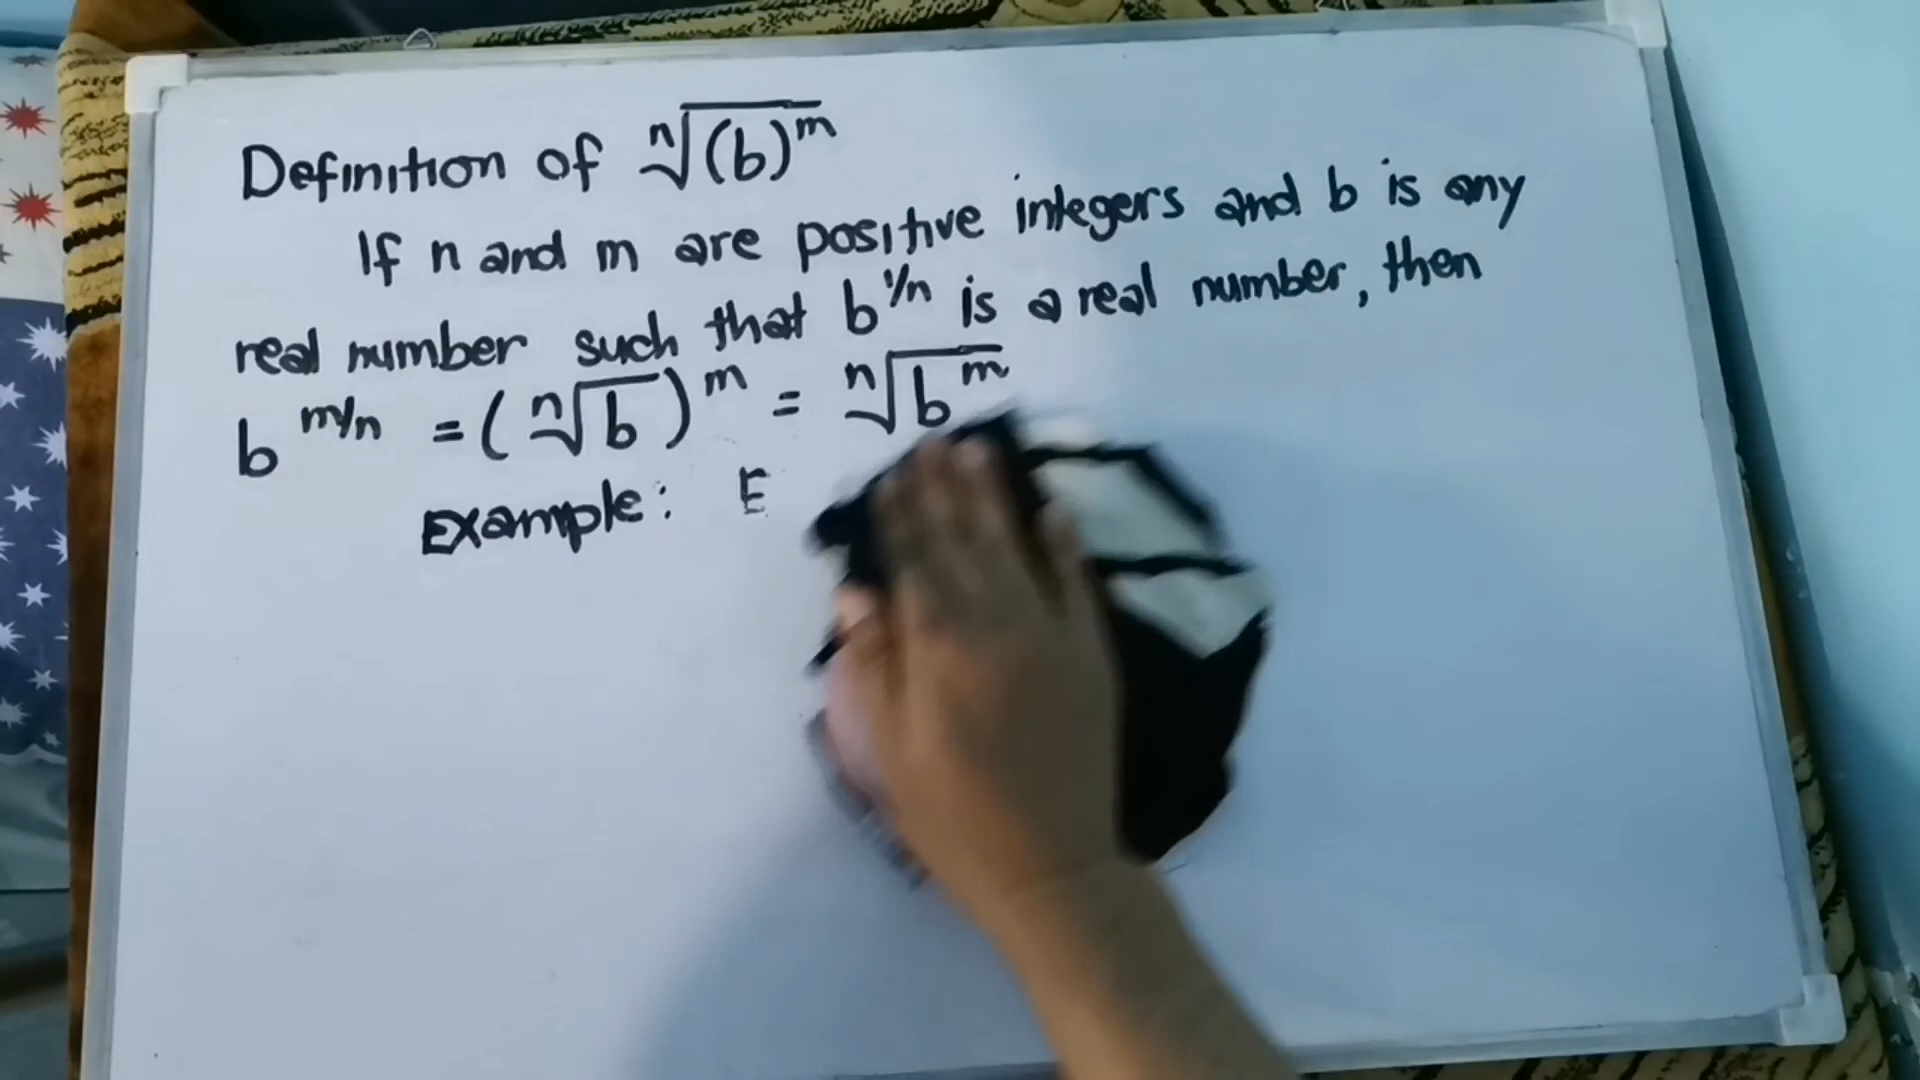 Definition of ⁿ√(b)ᵐ
If n and m are positive integers and b is any
real number such that b^1/n is a real number, then
b^m/n = (ⁿ√b)ᵐ = ⁿ√bᵐ
Example: E